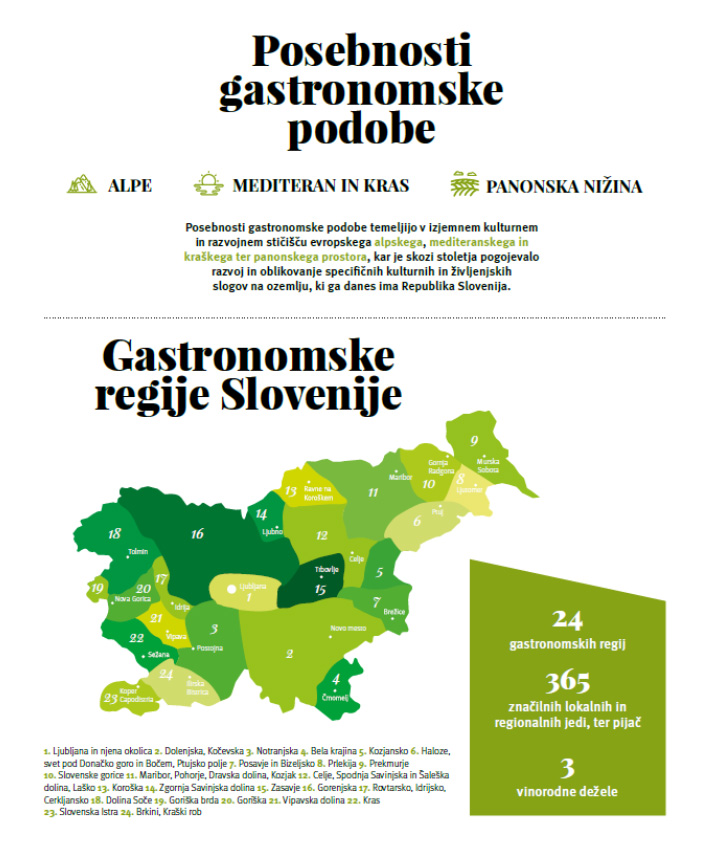 Posebnosti
gastronomske
podobe
ALPE
MEDITERAN IN KRAS
PANONSKA NIŽINA
Posebnosti gastronomske podobe temeljijo v izjemnem kulturnem
in razvojnem stičišču evropskega alpskega, mediteranskega in
kraškega ter panonskega prostora, kar je skozi stoletja pogojevalo
razvoj in oblikovanje specifičnih kulturnih in življenjskih
slogov na ozemlju, ki ga danes ima Republika Slovenija.
Gastronomske
regije Slovenije
9
Murska
Sobota
Gornja
Radgona
10
8
Ljutomer
Maribor
11
13
Ravne na
Koroškem
Ptuj
6
14
Ljubno
12
16
18
Tolmin
Celje
5
Trbovlje
15
17
19
20
Nova Gorica
Idrija
Ljubljana
1
7
Brežice
21
Vipava
3
Postojna
Novo mesto
2
22
Sežana
24
Ilirska
Bistrica
4
Črnomelj
23
Koper
Capodistria
24
gastronomskih regij
365
značilnih lokalnih in
regionalnih jedi, ter pijač
3
vinorodne dežele
1. Ljubljana in njena okolica 2. Dolenjska, Kočevska 3. Notranjska 4. Bela krajina 5. Kozjansko 6. Haloze,
svet pod Donačko goro in Bočem, Ptujsko polje 7. Posavje in Bizeljsko 8. Prlekija 9. Prekmurje
10. Slovenske gorice 11. Maribor, Pohorje, Dravska dolina, Kozjak 12. Celje, Spodnja Savinjska in Šaleška
dolina, Laško 13. Koroška 14. Zgornja Savinjska dolina 15. Zasavje 16. Gorenjska 17. Rovtarsko, Idrijsko,
Cerkljansko 18. Dolina Soče 19. Goriška brda 20. Goriška 21. Vipavska dolina 22. Kras
23. Slovenska Istra 24. Brkini, Kraški rob